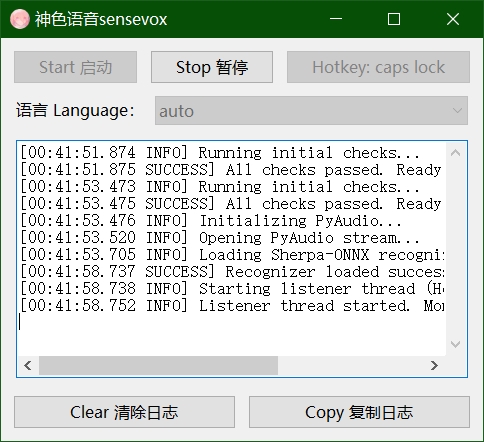 神色语音sensevox
Start 启动 Stop 暂停 Hotkey: caps lock
语言 Language: auto
[00:41:51.874 INFO] Running initial checks...
[00:41:51.875 SUCCESS] All checks passed. Ready
[00:41:53.473 INFO] Running initial checks...
[00:41:53.475 SUCCESS] All checks passed. Ready
[00:41:53.476 INFO] Initializing PyAudio...
[00:41:53.520 INFO] Opening PyAudio stream...
[00:41:53.705 INFO] Loading Sherpa-ONNX recogni
[00:41:58.737 SUCCESS] Recognizer loaded success
[00:41:58.738 INFO] Starting listener thread (Ho
[00:41:58.752 INFO] Listener thread started. Mo
Clear 清除日志 Copy 复制日志